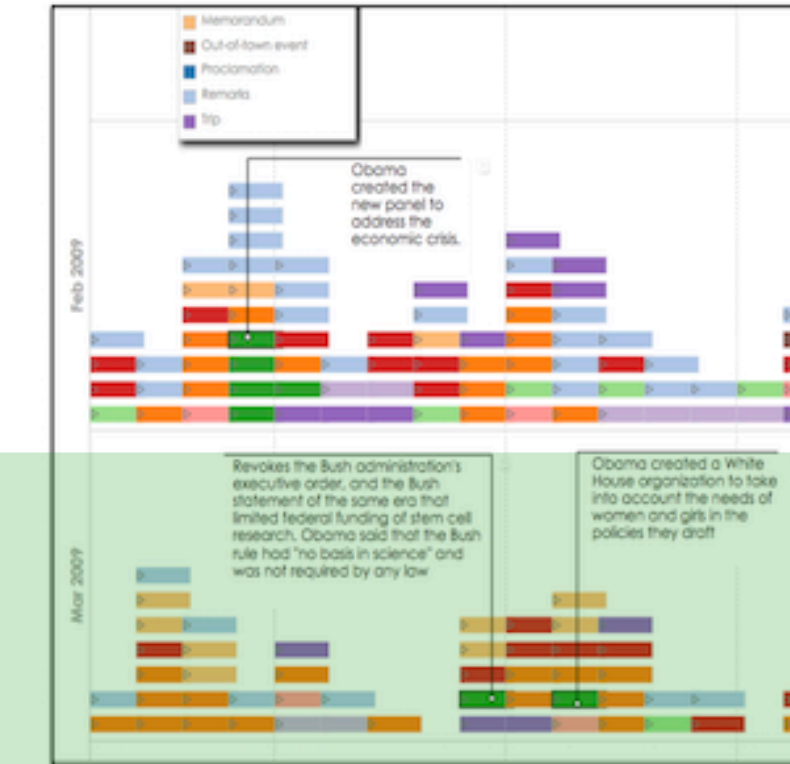 Memorandum
Out-of-town event
Proclamation
Remarks
Trip
Obama
created the
new panel to
address the
economic crisis.
Feb 2009
Revokes the Bush administration's
executive order, and the Bush
statement of the same era that
limited federal funding of stem cell
research. Obama said that the Bush
rule had "no basis in science" and
was not required by any law
Obama created a White
House organization to take
into account the needs of
women and girls in the
policies they draft
Mar 2009